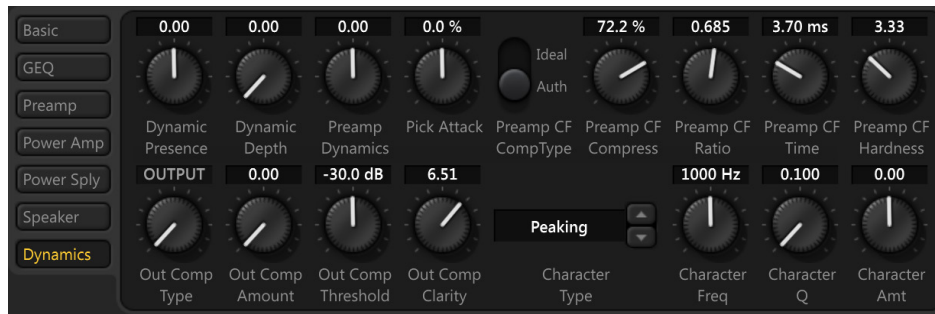 Basic
GEQ
Preamp
Power Amp
Power Sply
Speaker
Dynamics
0.00 0.00 0.00 0.0 % 72.2 % 0.685 3.70 ms 3.33
Ideal
Auth
Dynamic Dynamic Preamp Pick Attack Preamp CF Preamp CF Preamp CF Preamp CF Preamp CF
Presence Depth Dynamics CompType Compress Ratio Time Hardness
OUTPUT 0.00 -30.0 dB 6.51 1000 Hz 0.100 0.00
Peaking
Out Comp Out Comp Out Comp Out Comp Character Character Character Character
Type Amount Threshold Clarity Type Freq Q Amt